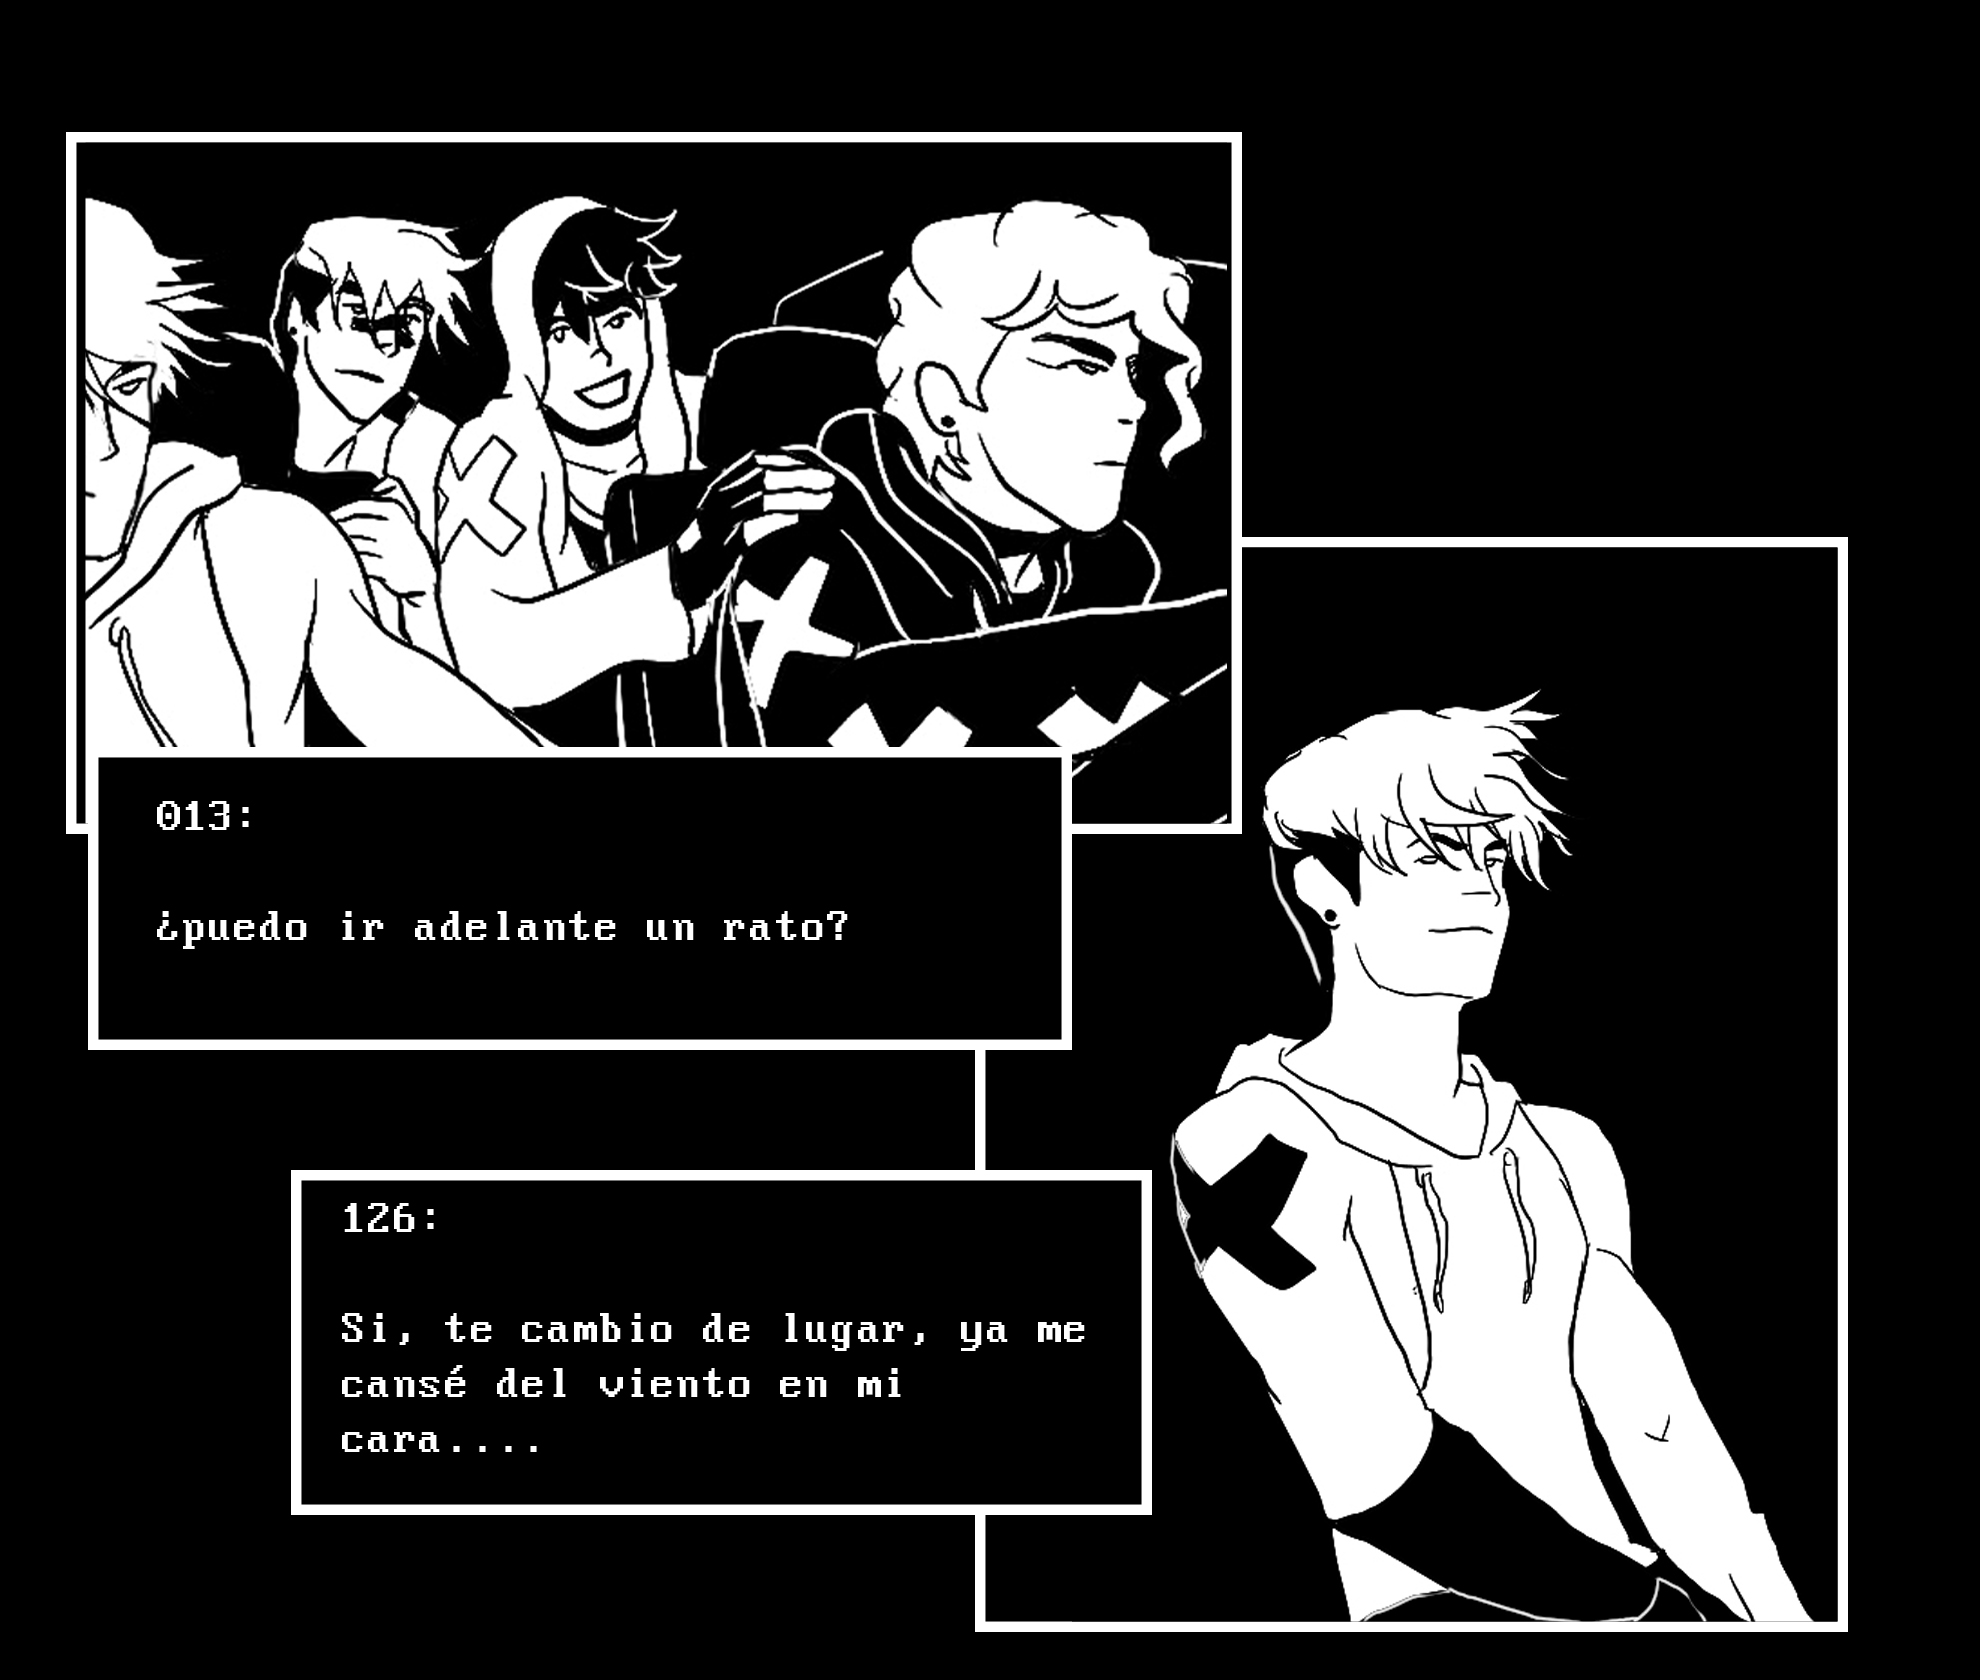 013:
¿puedo ir adelante un rato?
126:
Si, te cambio de lugar, ya me
cansé del viento en mi
cara....